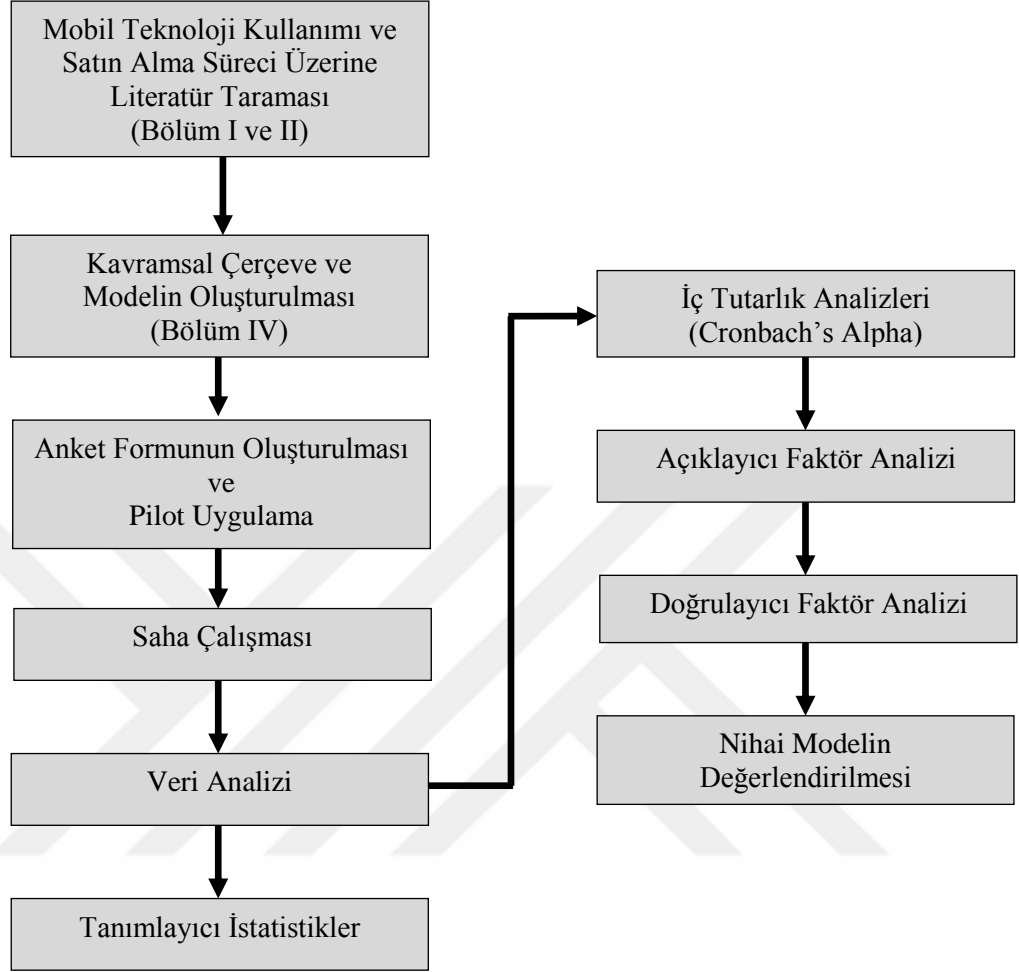 Mobil Teknoloji Kullanımı ve
Satın Alma Süreci Üzerine
Literatür Taraması
(Bölüm I ve II)
Kavramsal Çerçeve ve
Modelin Oluşturulması
(Bölüm IV)
Anket Formunun Oluşturulması
ve
Pilot Uygulama
Saha Çalışması
Veri Analizi
Tanımlayıcı İstatistikler
İç Tutarlık Analizleri
(Cronbach’s Alpha)
Açıklayıcı Faktör Analizi
Doğrulayıcı Faktör Analizi
Nihai Modelin
Değerlendirilmesi